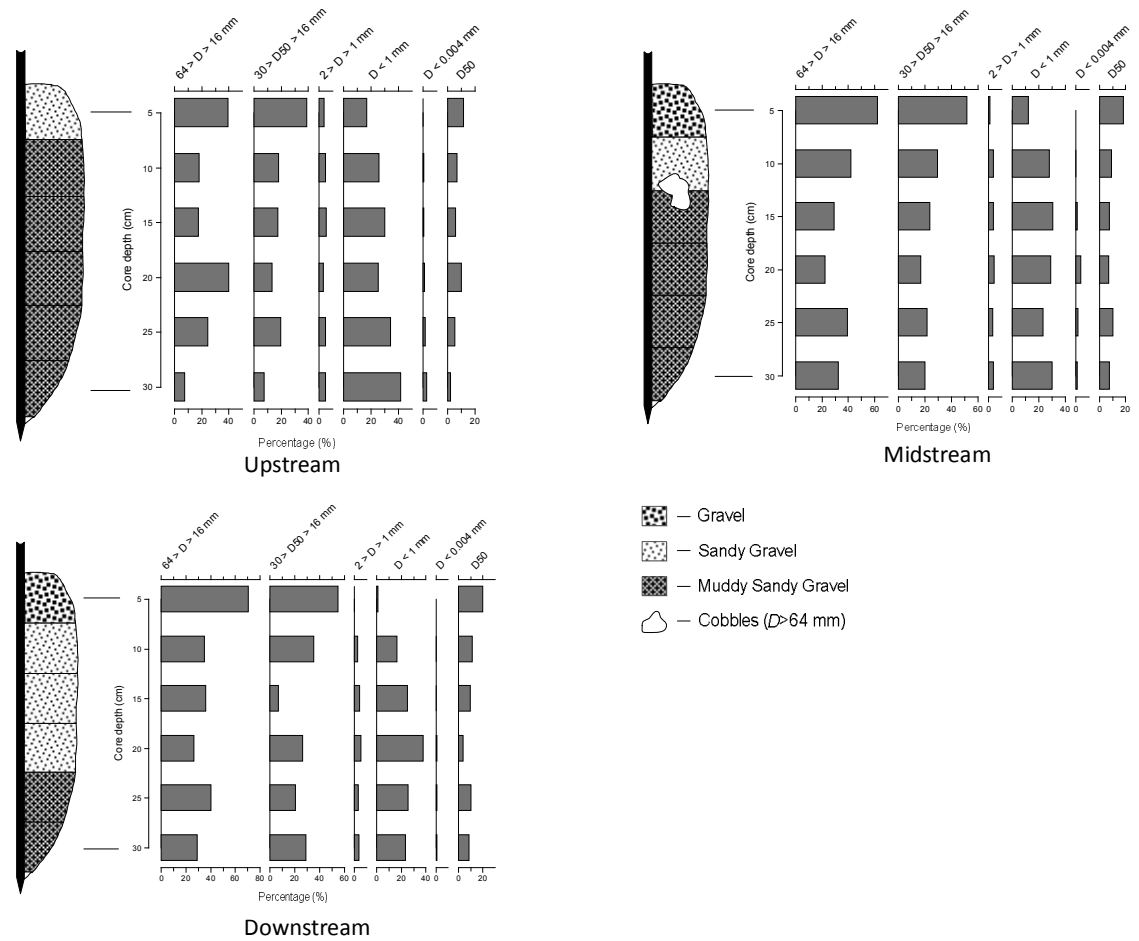 64 > D > 16 mm
30 > D50 > 16 mm
2 > D > 1 mm
D < 1 mm
D < 0.004 mm
D50
Core depth (cm)
5
10
15
20
25
30
0 20 40 0 20 40 0 0 20 40 0 0 20
Percentage (%)
Upstream
64 > D > 16 mm
30 > D50 > 16 mm
2 > D > 1 mm
D < 1 mm
D < 0.004 mm
D50
Core depth (cm)
5
10
15
20
25
30
0 20 40 60 0 20 40 60 0 0 20 40 0 0 20
Percentage (%)
Midstream
64 > D > 16 mm
30 > D50 > 16 mm
2 > D > 1 mm
D < 1 mm
D < 0.004 mm
D50
Core depth (cm)
5
10
15
20
25
30
0 20 40 60 80 0 20 40 60 0 0 20 40 0 0 20
Percentage (%)
Downstream
– Gravel
– Sandy Gravel
– Muddy Sandy Gravel
– Cobbles (D>64 mm)